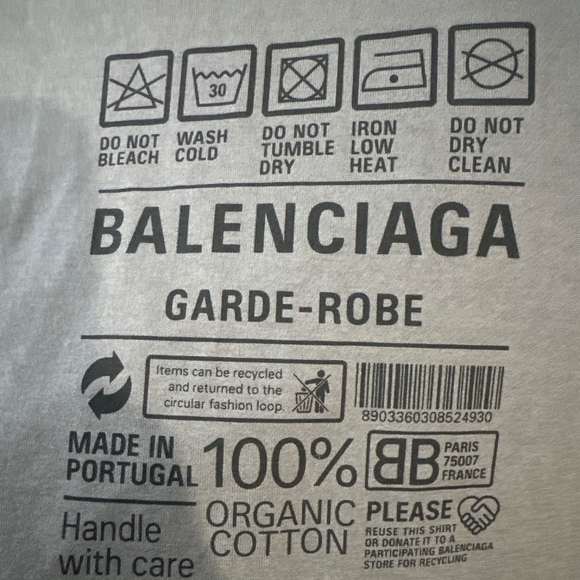 DO NOT
BLEACH
30
WASH
COLD
DO NOT
TUMBLE
DRY
IRON
LOW
HEAT
DO NOT
DRY
CLEAN
BALENCIAGA
GARDE-ROBE
Items can be recycled
and returned to the
circular fashion loop.
8903360308524930
MADE IN
PORTUGAL
100%
ORGANIC
COTTON
BB
PARIS
75007
FRANCE
Handle
with care
PLEASE
REUSE THIS SHIRT
OR DONATE IT TO A
PARTICIPATING BALENCIAGA
STORE FOR RECYCLING